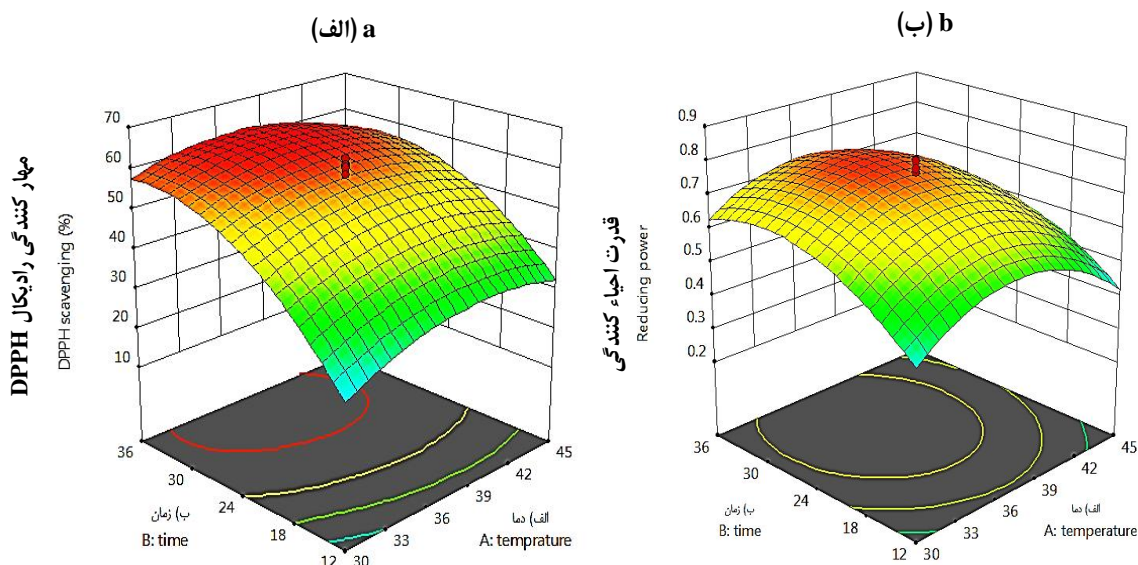 a (الف)
70
60
50
40
30
20
10
مهار کنندگی رادیکال DPPH
DPPH scavenging (%)
36
30
24
18
12
ب) زمان
B: time
30
33
36
39
42
45
الف) دما
A: temprature
b (ب)
0.9
0.8
0.7
0.6
0.5
0.4
0.3
0.2
قدرت احیاء کنندگی
Reducing power
36
30
24
18
12
ب) زمان
B: time
30
33
36
39
42
45
الف) دما
A: temprature